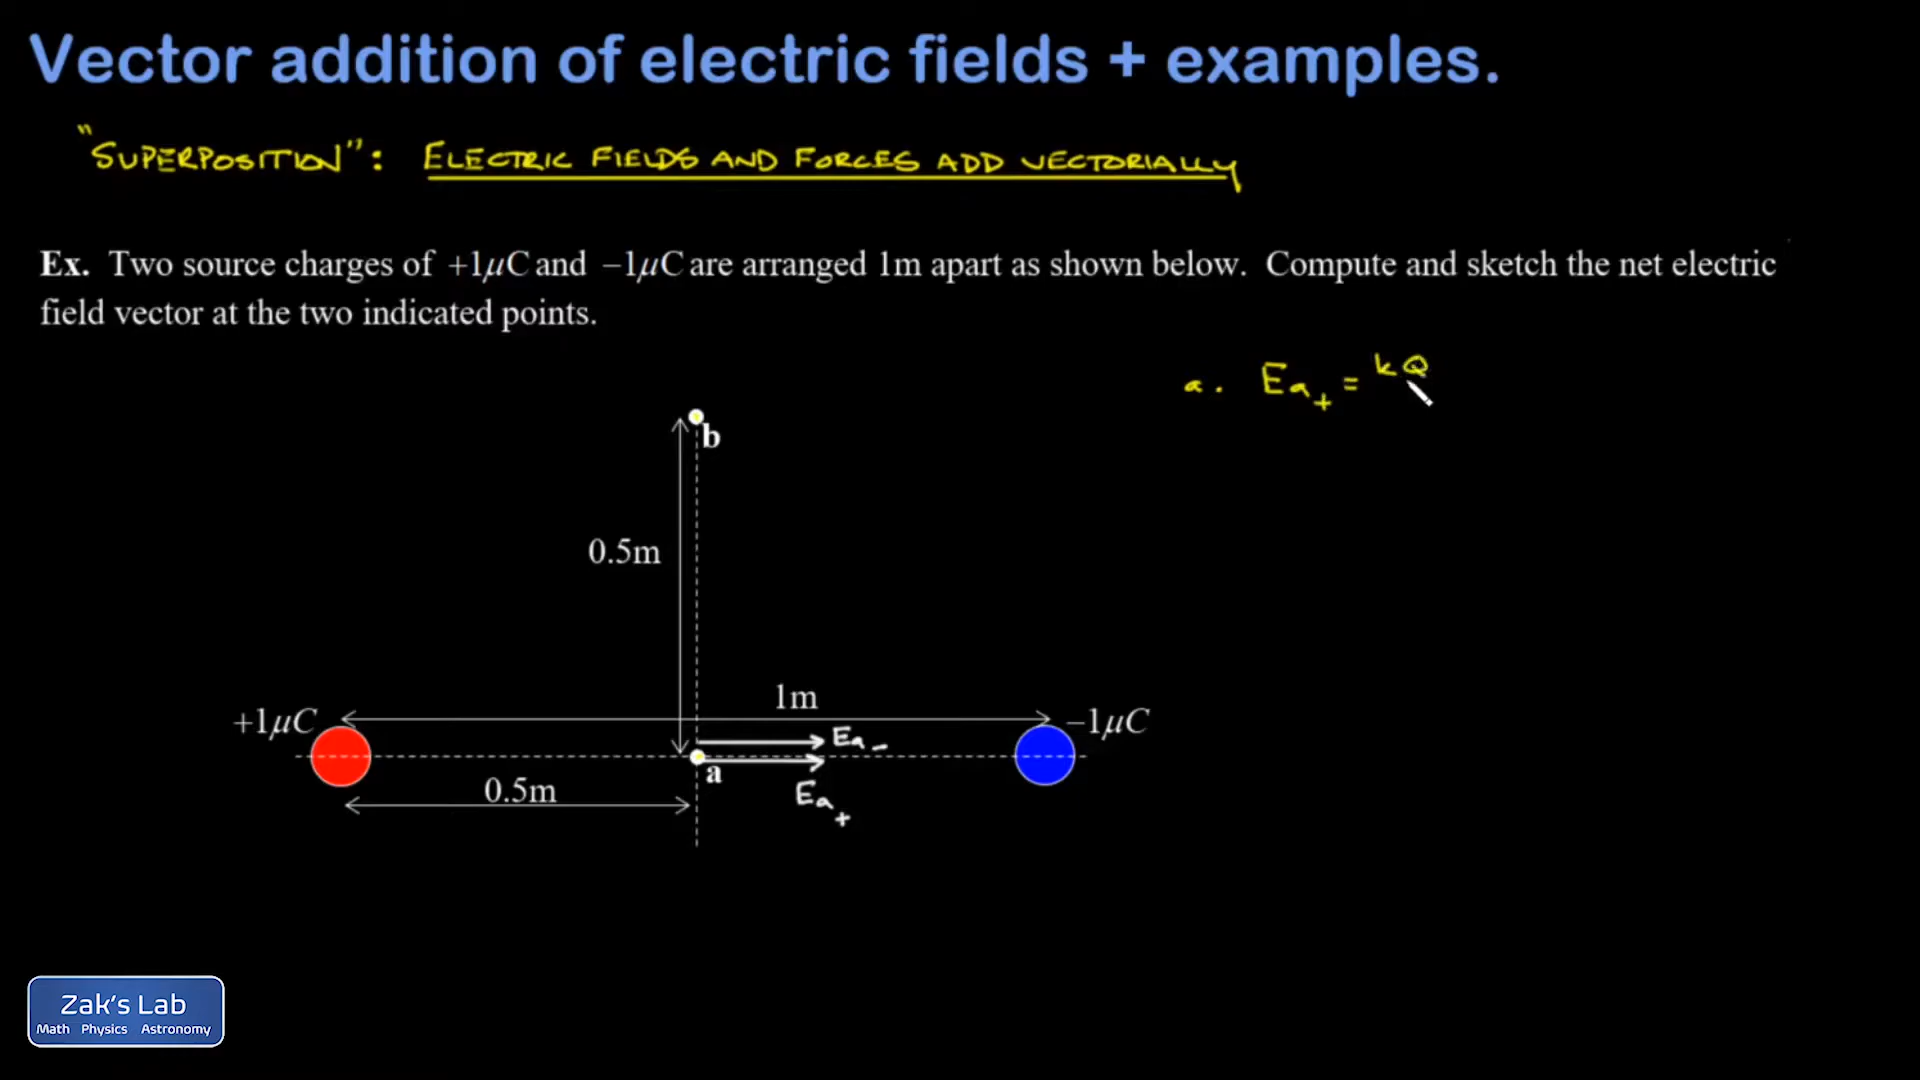 Vector addition of electric fields + examples.
"SUPERPOSITION": ELECTRIC FIELDS AND FORCES ADD VECTORIALLY
Ex. Two source charges of +1μC and −1μC are arranged 1m apart as shown below. Compute and sketch the net electric
field vector at the two indicated points.
a. Ea+ = kQ
b
0.5m
1m
+1μC
−1μC
Ea-
a
0.5m
Ea+
Zak's Lab
Math Physics Astronomy